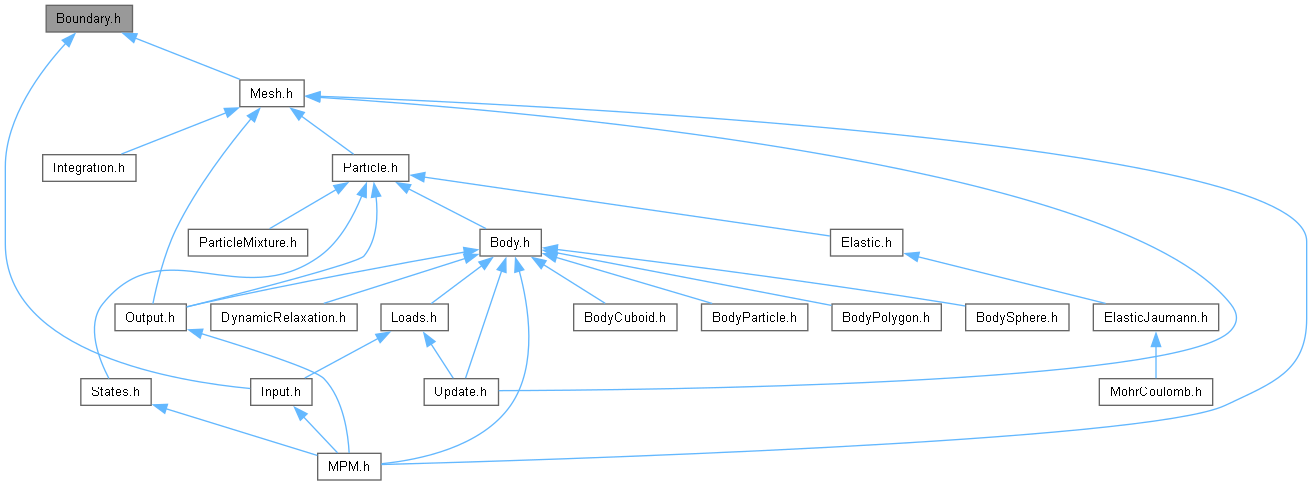 Boundary.h
Mesh.h
Integration.h
Particle.h
ParticleMixture.h
Body.h
Elastic.h
Output.h
DynamicRelaxation.h
Loads.h
BodyCuboid.h
BodyParticle.h
BodyPolygon.h
BodySphere.h
ElasticJaumann.h
States.h
Input.h
Update.h
MohrCoulomb.h
MPM.h